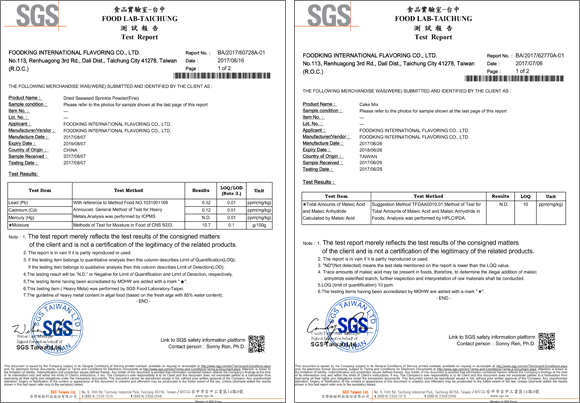 SGS
食品實驗室-台中
FOOD LAB-TAICHUNG
測試報告
Test Report
FOODKING INTERNATIONAL FLAVORING CO., LTD.
No.113, Renhuagong 3rd Rd., Dali Dist., Taichung City 41278, Taiwan
(R.O.C.)
Report No. : BA/2017/80728A-01
Date : 2017/08/16
Page : 1 of 2
THE FOLLOWING MERCHANDISE WAS(WERE) SUBMITTED AND IDENTIFIED BY THE CLIENT AS :
Product Name : Dried Seaweed Sprinkle Powder(Fine)
Sample condition : Please refer to the photos for sample shown at the last page of this report
Item No. : —
Lot. No. : —
Applicant : FOODKING INTERNATIONAL FLAVORING CO., LTD.
Manufacturer/Vendor : FOODKING INTERNATIONAL FLAVORING CO., LTD.
Manufacture Date : 2017/08/07
Expiry Date : 2019/08/07
Country of Origin : CHINA
Sample Received : 2017/08/07
Testing Date : 2017/08/07
Test Results:
Test Item Test Method Results LOQ/LOD (Note 3.) Unit
Lead (Pb) With reference to Method Food NO.1031901169 Announced, General Method of Test for Heavy Metals,Analysis was performed by ICPMS 0.32 0.01 ppm(mg/kg)
Cadmium (Cd) 0.12 0.01 ppm(mg/kg)
Mercury (Hg) N.D. 0.01 ppm(mg/kg)
★Moisture Methods of Test for Moisture in Food of CNS 5033. 10.7 0.1 g/100g
Note : 1. The test report merely reflects the test results of the consigned matters
of the client and is not a certification of the legitimacy of the related products.
2. The report is in vain if it is partly reproduced or used.
3. If the testing item belongs to quantitative analysis then this column describes Limit of Quantification(LOQ);
If the testing item belongs to qualitative analysis then this column describes Limit of Detection(LOD).
4.The testing result will be "N.D." or Negative for Limit of Quantification and Limit of Detection, respectively.
5.The testing items having been accredited by MOHW are added with a mark "★".
6.This testing item ( Heavy Metal) was performed by SGS Food Laboratory-Taipei.
7.The guideline of heavy metal content in algal food (based on the fresh alga with 85% water content).
- END -
SGS TAIWAN LTD
SGS
Link to SGS safety information platform
Contact person : Sonny Ren, Ph.D.
SGS Taiwan Ltd.
SGS
食品實驗室-台中
FOOD LAB-TAICHUNG
測試報告
Test Report
FOODKING INTERNATIONAL FLAVORING CO., LTD.
No.113, Renhuagong 3rd Rd., Dali Dist., Taichung City 41278, Taiwan
(R.O.C.)
Report No. : BA/2017/62770A-01
Date : 2017/07/06
Page : 1 of 2
THE FOLLOWING MERCHANDISE WAS(WERE) SUBMITTED AND IDENTIFIED BY THE CLIENT AS :
Product Name : Cake Mix
Sample condition : Please refer to the photos for sample shown at the last page of this report
Item No. : —
Lot. No. : —
Applicant : FOODKING INTERNATIONAL FLAVORING CO., LTD.
Manufacturer/Vendor : FOODKING INTERNATIONAL FLAVORING CO., LTD.
Manufacture Date : 2017/06/26
Expiry Date : 2018/06/26
Country of Origin : TAIWAN
Sample Received : 2017/06/29
Testing Date : 2017/06/29
Test Results:
Test Item Test Method Results LOQ Unit
★Total Amounts of Maleic Acid and Maleic Anhydride Calculated by Maleic Acid Suggestion Method TFDAA0010.01.Method of Test for Total Amounts of Maleic Acid and Maleic Anhydride in Foods. Analysis was performed by HPLC/PDA. N.D. 10 ppm(mg/kg)
Note : 1. The test report merely reflects the test results of the consigned matters
of the client and is not a certification of the legitimacy of the related products.
2. The report is in vain if it is partly reproduced or used.
3. "ND"(Not detected) means the test data mentioned on the report is lower than the LOQ value.
4. Trace amounts of maleic acid may be present in foods, therefore, to determine the illegal addition of maleic
anhydride esterified starch, further inspection and interpretation of raw materials shall be conducted.
5.LOQ (limit of quantification): 10 ppm.
6.The testing items having been accredited by MOHW are added with a mark "★".
- END -
SGS TAIWAN LTD
SGS
Link to SGS safety information platform
Contact person : Sonny Ren, Ph.D.
SGS Taiwan Ltd.